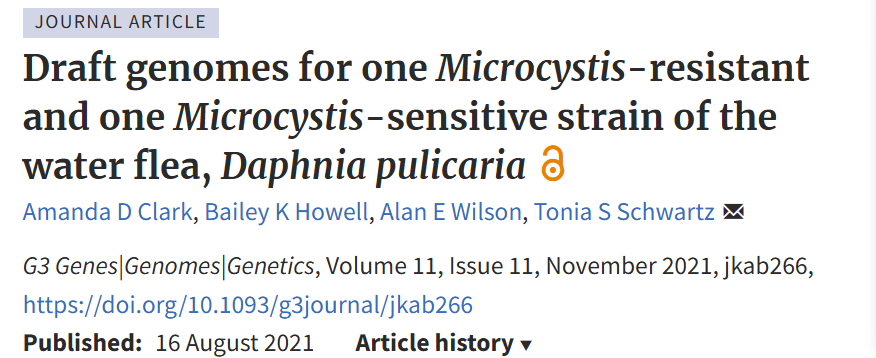 JOURNAL ARTICLE
Draft genomes for one Microcystis-resistant
and one Microcystis-sensitive strain of the
water flea, Daphnia pulicaria
Amanda D Clark, Bailey K Howell, Alan E Wilson, Tonia S Schwartz
G3 Genes|Genomes|Genetics, Volume 11, Issue 11, November 2021, jkab266,
https://doi.org/10.1093/g3journal/jkab266
Published: 16 August 2021 Article history ▼